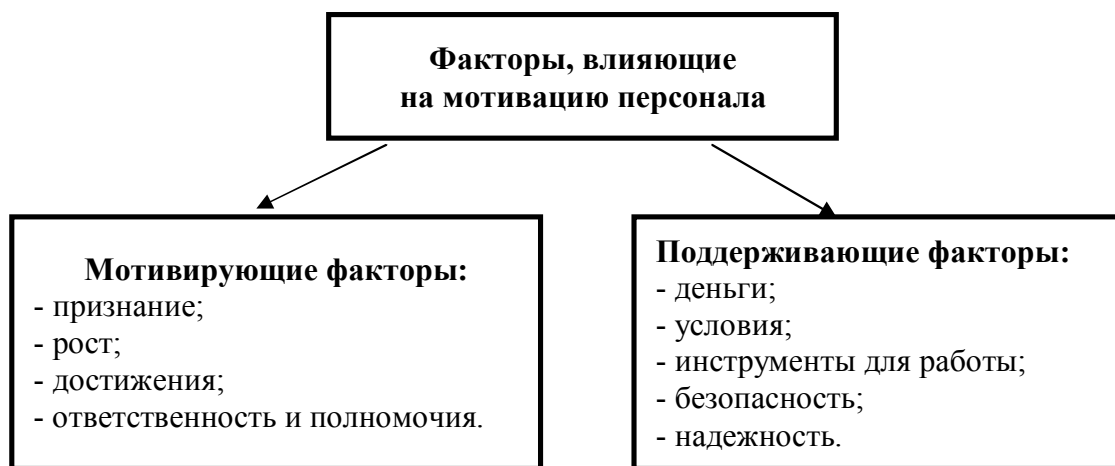 Факторы, влияющие
на мотивацию персонала
Мотивирующие факторы:
- признание;
- рост;
- достижения;
- ответственность и полномочия.
Поддерживающие факторы:
- деньги;
- условия;
- инструменты для работы;
- безопасность;
- надежность.